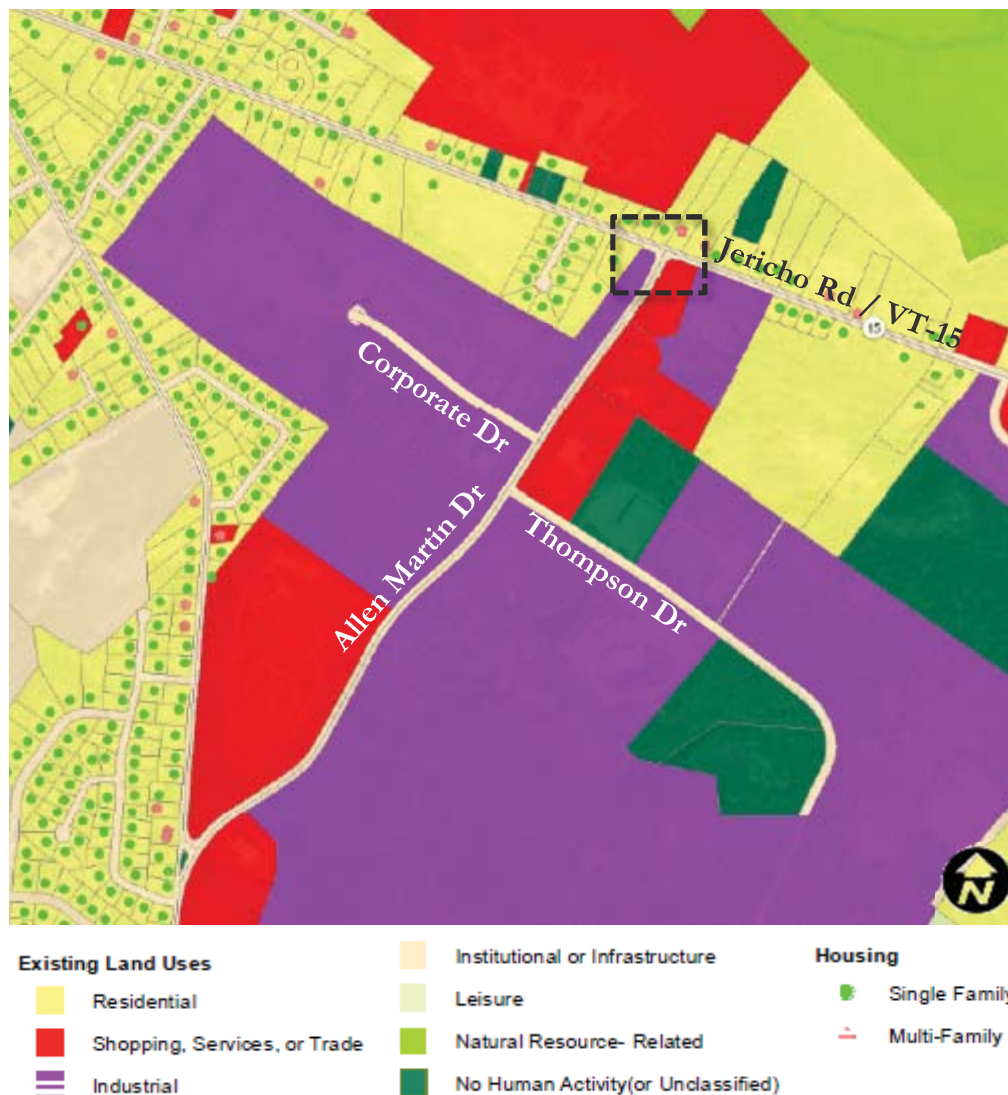 Jericho Rd / VT-15
15
Corporate Dr
Allen Martin Dr
Thompson Dr
N
Existing Land Uses
Residential
Shopping, Services, or Trade
Industrial
Institutional or Infrastructure
Leisure
Natural Resource- Related
No Human Activity(or Unclassified)
Housing
Single Family
Multi-Family